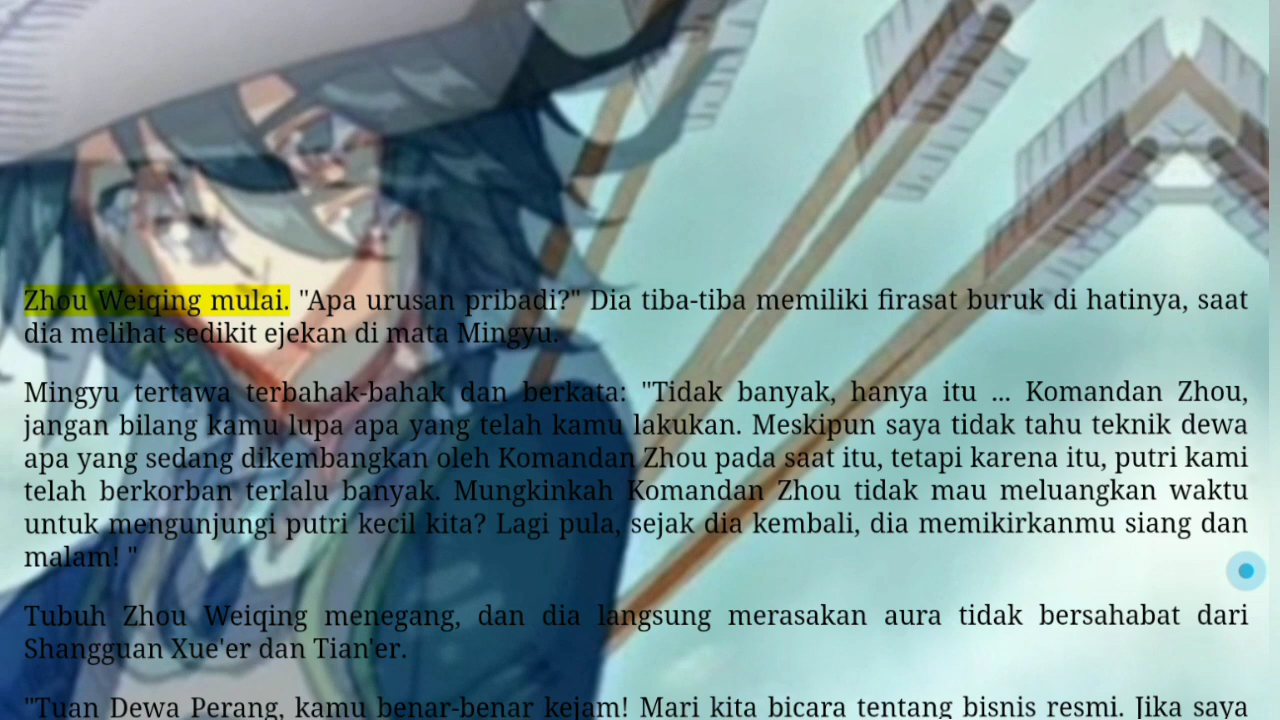 Zhou Weiqing mulai. "Apa urusan pribadi?" Dia tiba-tiba memiliki firasat buruk di hatinya, saat
dia melihat sedikit ejekan di mata Mingyu.
Mingyu tertawa terbahak-bahak dan berkata: "Tidak banyak, hanya itu ... Komandan Zhou,
jangan bilang kamu lupa apa yang telah kamu lakukan. Meskipun saya tidak tahu teknik dewa
apa yang sedang dikembangkan oleh Komandan Zhou pada saat itu, tetapi karena itu, putri kami
telah berkorban terlalu banyak. Mungkinkah Komandan Zhou tidak mau meluangkan waktu
untuk mengunjungi putri kecil kita? Lagi pula, sejak dia kembali, dia memikirkanmu siang dan
malam! "
Tubuh Zhou Weiqing menegang, dan dia langsung merasakan aura tidak bersahabat dari
Shangguan Xue'er dan Tian'er.
"Tuan Dewa Perang, kamu benar-benar kejam! Mari kita bicara tentang bisnis resmi. Jika saya